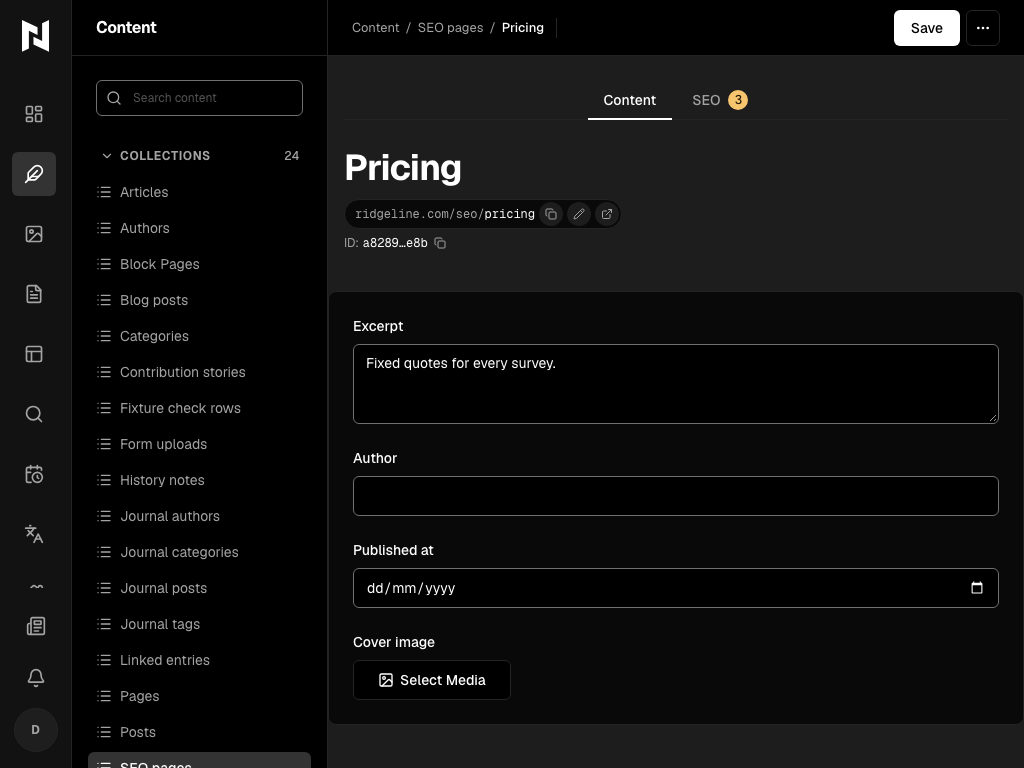 Content
Content / SEO pages / Pricing
Save
Search content
COLLECTIONS 24
Articles
Authors
Block Pages
Blog posts
Categories
Contribution stories
Fixture check rows
Form uploads
History notes
Journal authors
Journal categories
Journal posts
Journal tags
Linked entries
Pages
Posts
SEO pages
D
Content
SEO 3
Pricing
ridgeline.com/seo/pricing
ID: a8289…e8b
Excerpt
Fixed quotes for every survey.
Author
Published at
dd/mm/yyyy
Cover image
Select Media